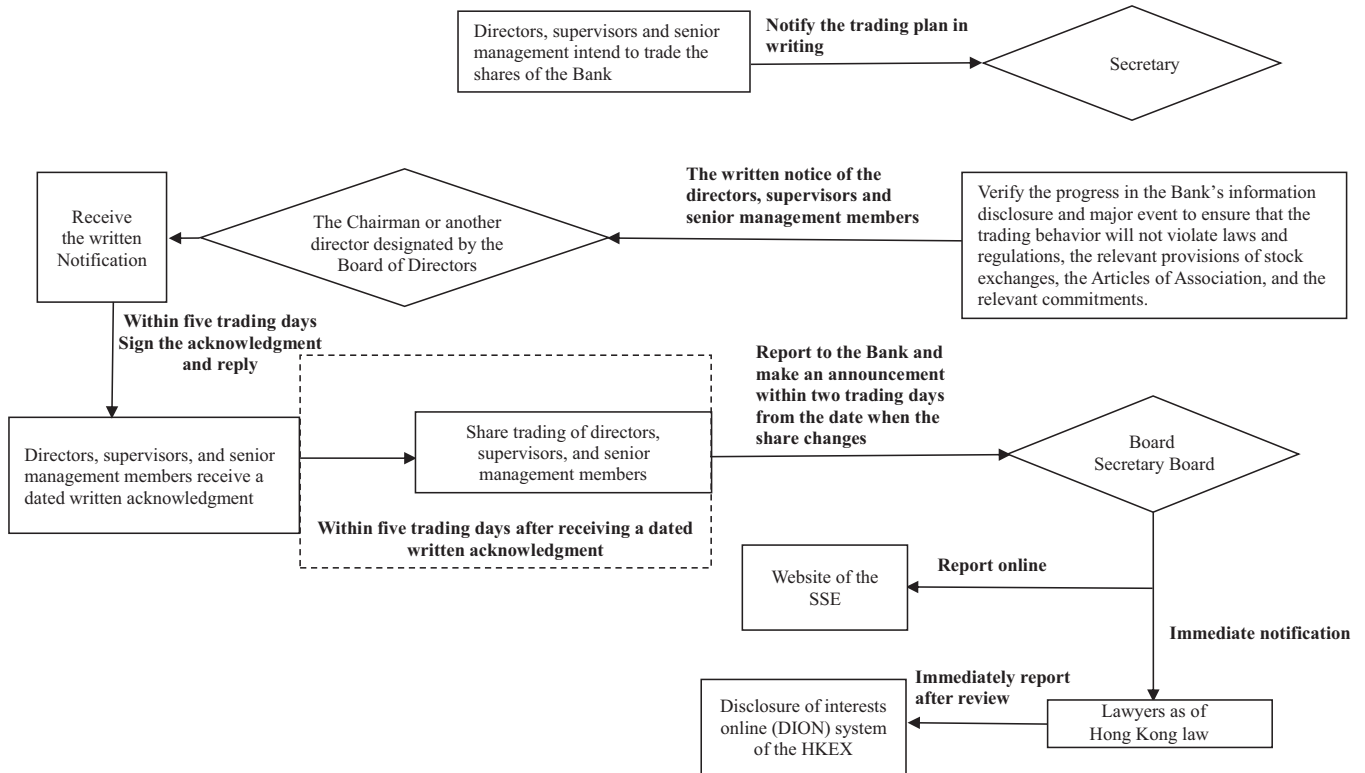 Directors, supervisors and senior
management intend to trade the
shares of the Bank
Notify the trading plan in
writing
Secretary
Verify the progress in the Bank’s information
disclosure and major event to ensure that the
trading behavior will not violate laws and
regulations, the relevant provisions of stock
exchanges, the Articles of Association, and the
relevant commitments.
The written notice of the
directors, supervisors and
senior management members
The Chairman or another
director designated by the
Board of Directors
Receive
the written
Notification
Within five trading days
Sign the acknowledgment
and reply
Directors, supervisors, and senior
management members receive a
dated written acknowledgment
Share trading of directors,
supervisors, and senior
management members
Within five trading days after receiving a dated
written acknowledgment
Report to the Bank and
make an announcement
within two trading days
from the date when the
share changes
Board
Secretary Board
Report online
Website of the
SSE
Immediate notification
Lawyers as of
Hong Kong law
Immediately report
after review
Disclosure of interests
online (DION) system
of the HKEX